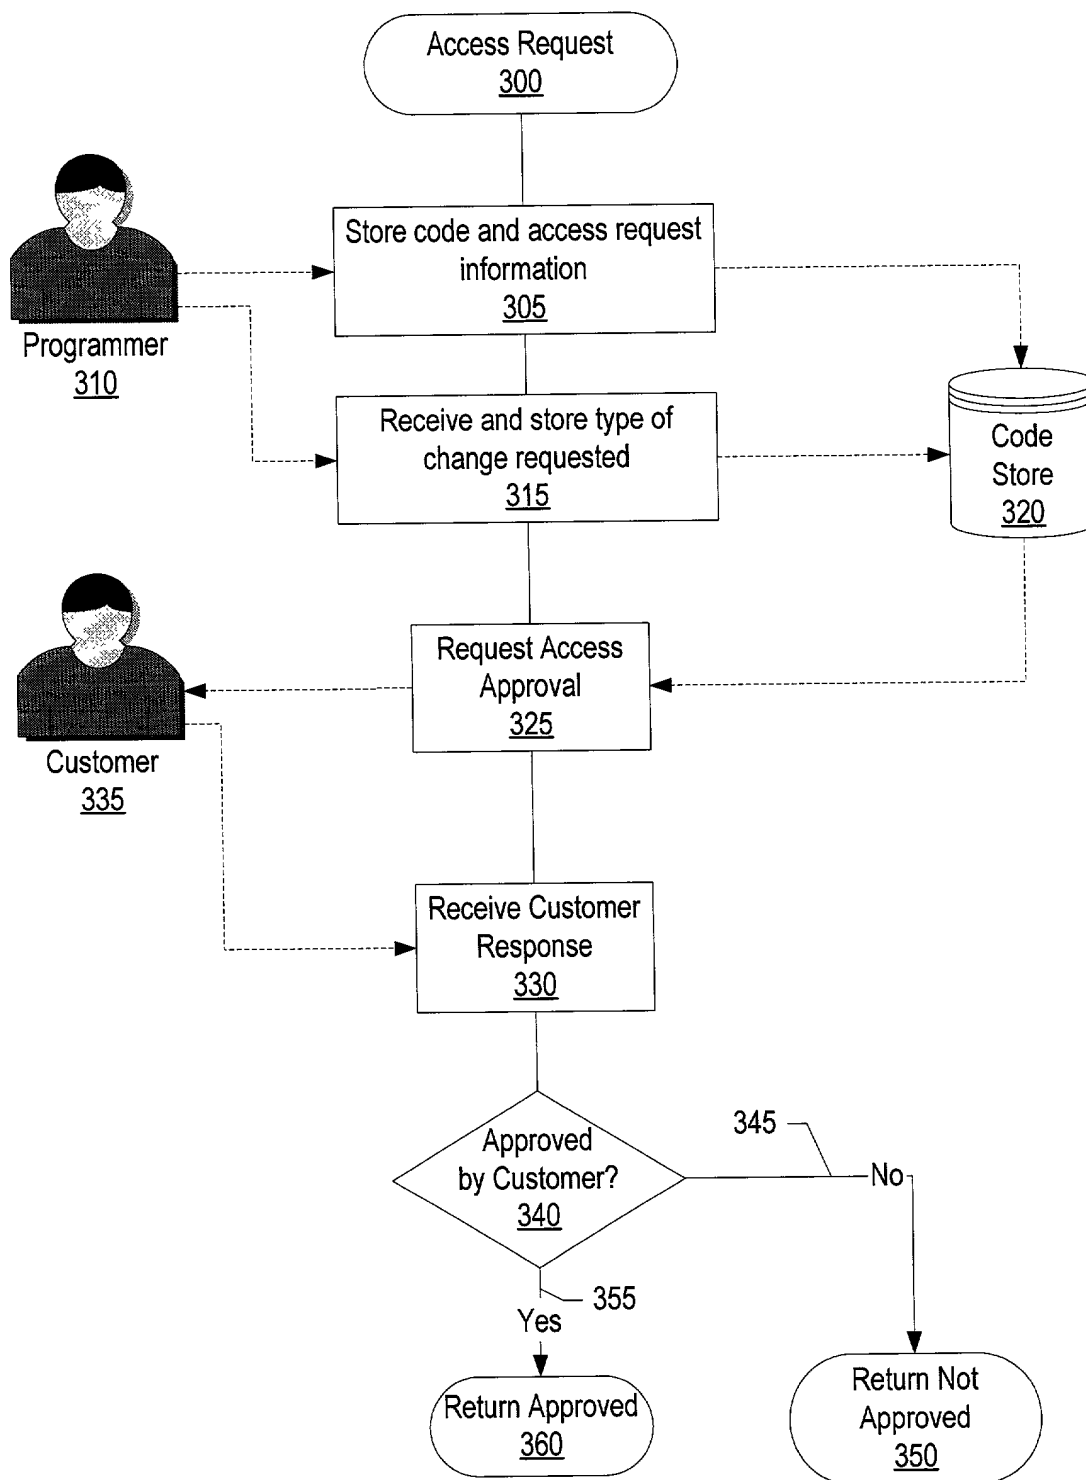 Access Request
300
Store code and access request
information
305
Programmer
310
Receive and store type of
change requested
315
Code
Store
320
Request Access
Approval
325
Customer
335
Receive Customer
Response
330
345
Approved
by Customer?
340
No
355
Yes
Return Approved
360
Return Not
Approved
350